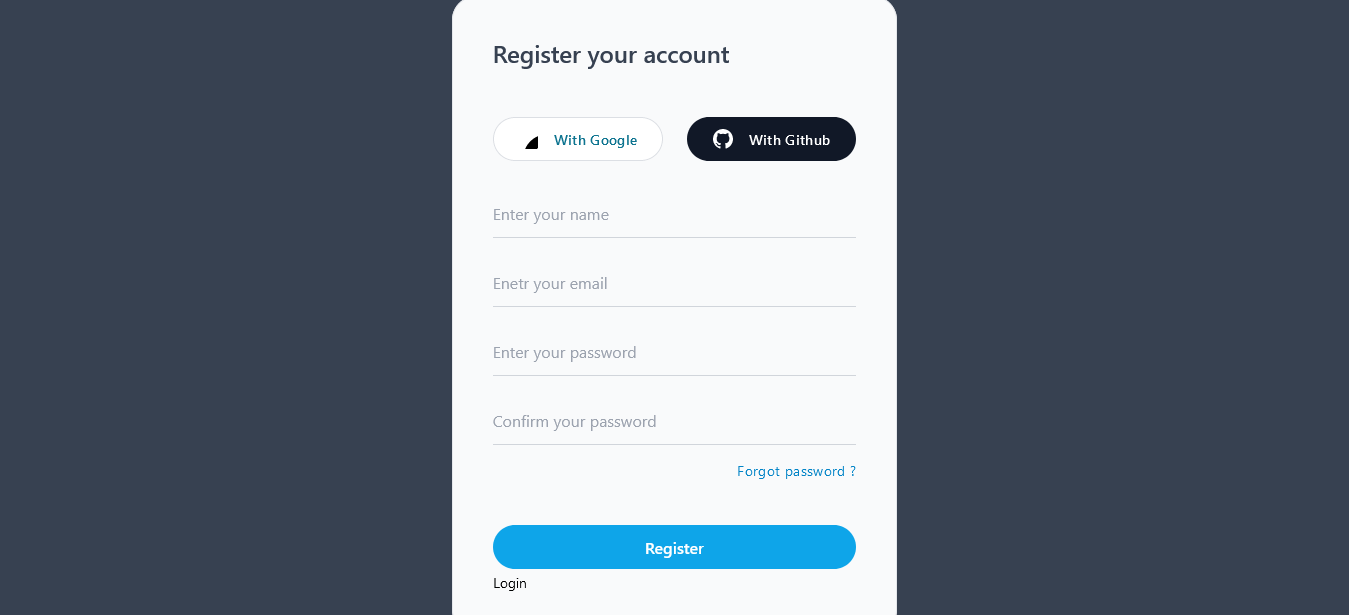 Register your account
With Google
With Github
Enter your name
Enetr your email
Enter your password
Confirm your password
Forgot password ?
Register
Login